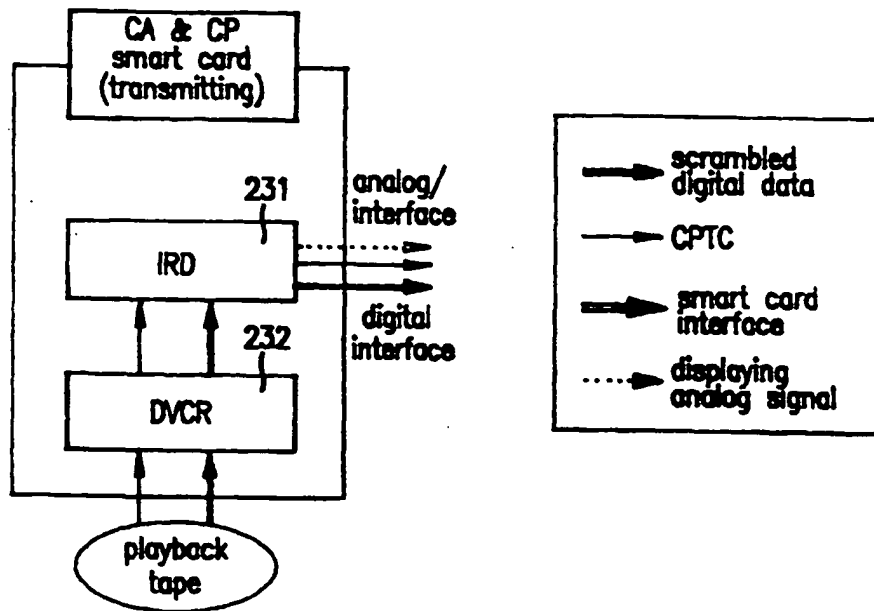 CA & CP
smart card
(transmitting)
231
analog/
interface
IRD
digital
interface
232
DVCR
playback
tape
scrambled
digital data
CPTC
smart card
interface
displaying
analog signal